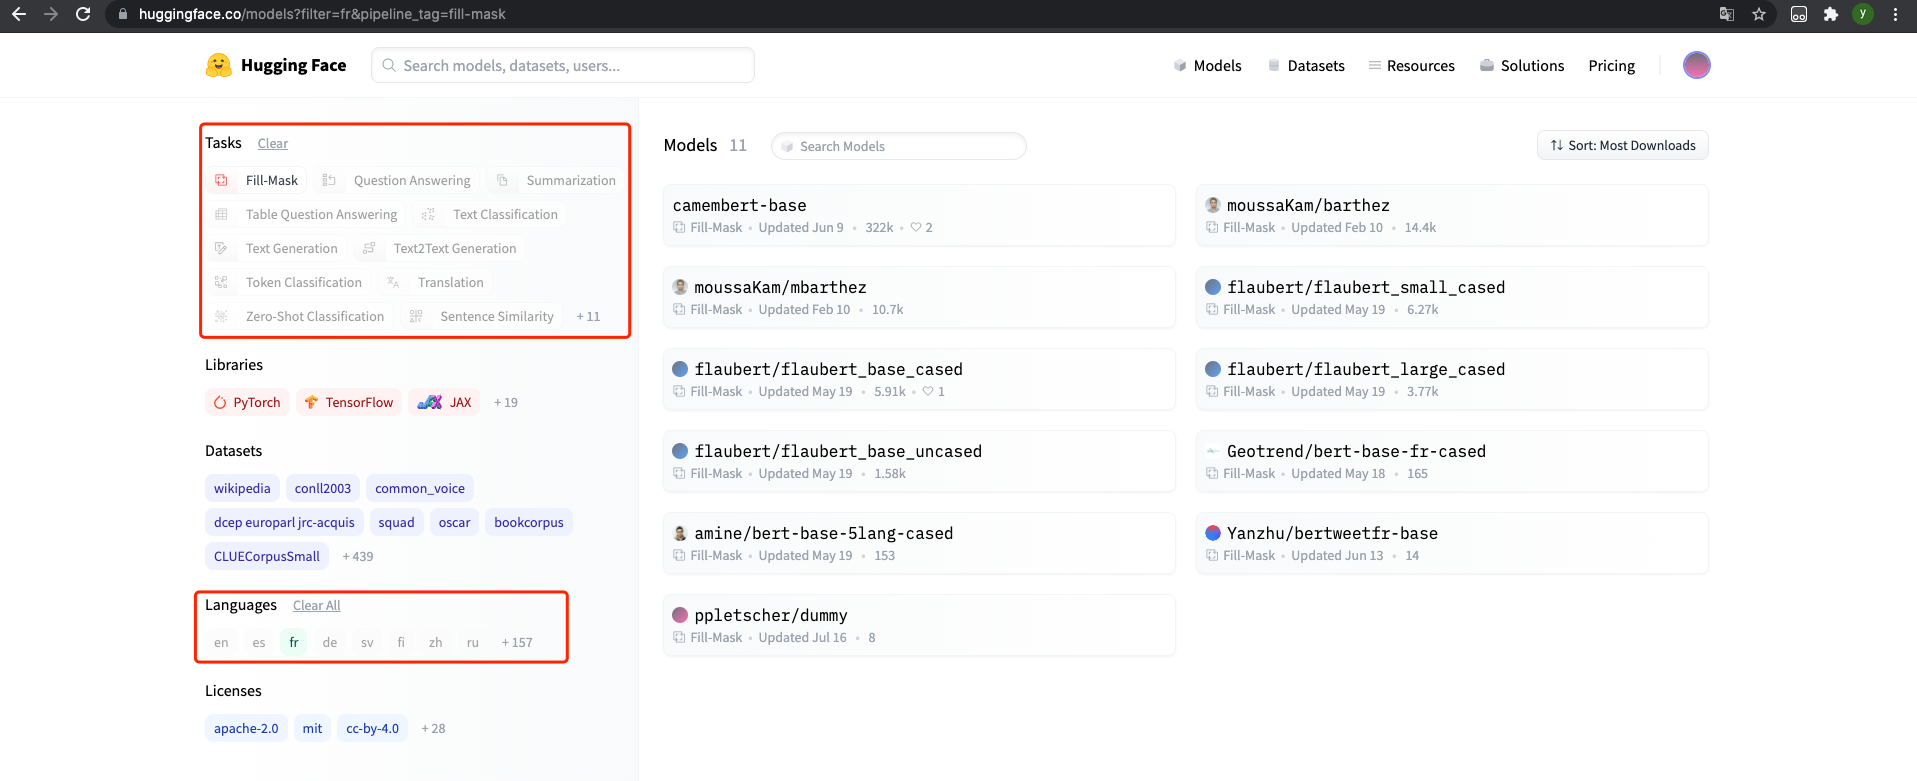 huggingface.co/models?filter=fr&pipeline_tag=fill-mask
y
Hugging Face
Search models, datasets, users...
Models
Datasets
Resources
Solutions
Pricing
Tasks Clear
Fill-Mask Question Answering Summarization
Table Question Answering Text Classification
Text Generation Text2Text Generation
Token Classification Translation
Zero-Shot Classification Sentence Similarity + 11
Libraries
PyTorch TensorFlow JAX + 19
Datasets
wikipedia conll2003 common_voice
dcep europarl jrc-acquis squad oscar bookcorpus
CLUECorpusSmall + 439
Languages Clear All
en es fr de sv fi zh ru + 157
Licenses
apache-2.0 mit cc-by-4.0 + 28
Models 11
Search Models
Sort: Most Downloads
camembert-base
Fill-Mask • Updated Jun 9 • 322k • 2
moussaKam/barthez
Fill-Mask • Updated Feb 10 • 14.4k
moussaKam/mbarthez
Fill-Mask • Updated Feb 10 • 10.7k
flaubert/flaubert_small_cased
Fill-Mask • Updated May 19 • 6.27k
flaubert/flaubert_base_cased
Fill-Mask • Updated May 19 • 5.91k • 1
flaubert/flaubert_large_cased
Fill-Mask • Updated May 19 • 3.77k
flaubert/flaubert_base_uncased
Fill-Mask • Updated May 19 • 1.58k
Geotrend/bert-base-fr-cased
Fill-Mask • Updated May 18 • 165
amine/bert-base-5lang-cased
Fill-Mask • Updated May 19 • 153
Yanzhu/bertweetfr-base
Fill-Mask • Updated Jun 13 • 14
ppletscher/dummy
Fill-Mask • Updated Jul 16 • 8